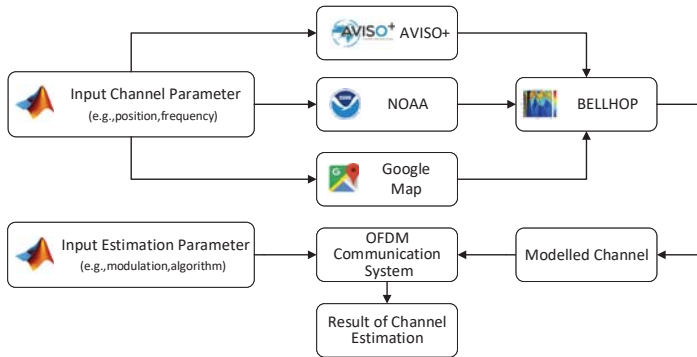 AVISO+ AVISO+
Input Channel Parameter
(e.g.,position,frequency)
NOAA
BELLHOP
Google
Map
Input Estimation Parameter
(e.g.,modulation,algorithm)
OFDM
Communication
System
Modelled Channel
Result of Channel
Estimation